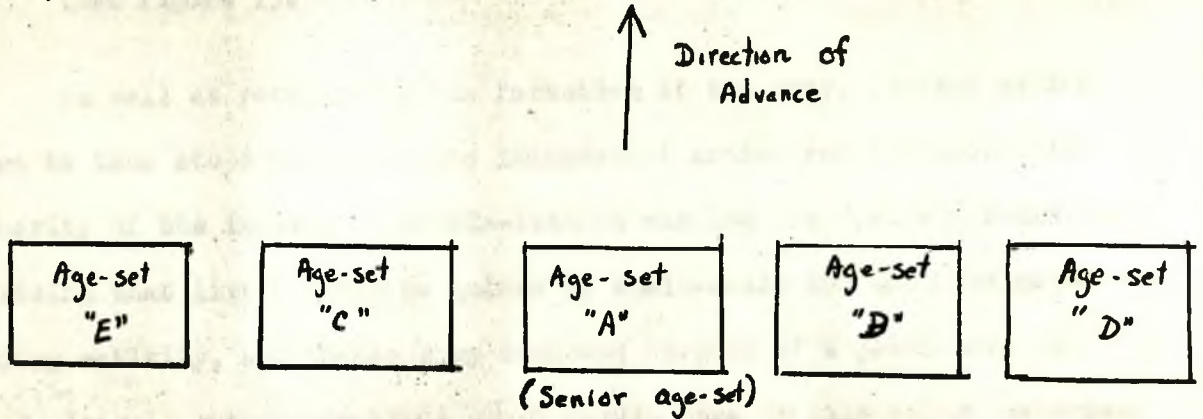 Direction of
Advance
Age-set
"E"
Age-set
"C"
Age-set
"A"
Age-set
"B"
Age-set
"D"
(Senior age-set)